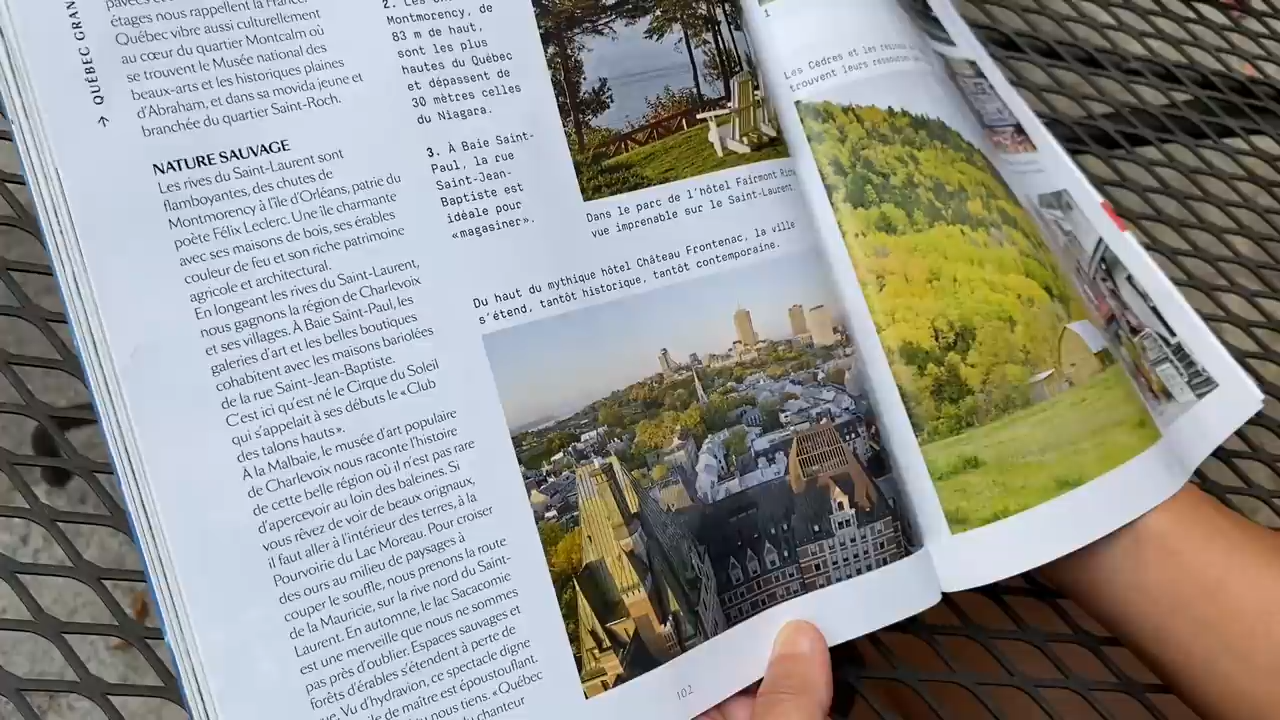 QUÉBEC GRAN
étages nous rappellent la France.
Québec vibre aussi culturellement
au cœur du quartier Montcalm où
se trouvent le Musée national des
beaux-arts et les historiques plaines
d'Abraham, et dans sa movida jeune et
branchée du quartier Saint-Roch.
NATURE SAUVAGE
Les rives du Saint-Laurent sont
flamboyantes, des chutes de
Montmorency à l'île d'Orléans, patrie du
poète Félix Leclerc. Une île charmante
avec ses maisons de bois, ses érables
couleur de feu et son riche patrimoine
agricole et architectural.
En longeant les rives du Saint-Laurent,
nous gagnons la région de Charlevoix
et ses villages. À Baie Saint-Paul, les
galeries d'art et les belles boutiques
cohabitent avec les maisons bariolées
de la rue Saint-Jean-Baptiste.
C'est ici qu'est né le Cirque du Soleil
qui s'appelait à ses débuts le «Club
des talons hauts».
À la Malbaie, le musée d'art populaire
de Charlevoix nous raconte l'histoire
de cette belle région où il n'est pas rare
d'apercevoir au loin des baleines. Si
vous rêvez de voir de beaux orignaux,
il faut aller à l'intérieur des terres, à la
Pourvoirie du Lac Moreau. Pour croiser
des ours au milieu de paysages à
couper le souffle, nous prenons la route
de la Mauricie, sur la rive nord du Saint-
Laurent. En automne, le lac Sacacomie
est une merveille que nous ne sommes
pas près d'oublier. Espaces sauvages et
forêts d'érables s'étendent à perte de
vue. Vu d'hydravion, ce spectacle digne
de maître est époustouflant.
nous tiens. «Québec
du chanteur
2. Les
Montmorency, de
83 m de haut,
sont les plus
hautes du Québec
et dépassent de
30 mètres celles
du Niagara.
3. À Baie Saint-
Paul, la rue
Saint-Jean-
Baptiste est
idéale pour
«magasiner».
Dans le parc de l'hôtel Fairmont
vue imprenable sur le Saint-Laurent.
Du haut du mythique hôtel Château Frontenac, la ville
s'étend, tantôt historique, tantôt contemporaine.
102
1
Les Cèdres et les
trouvent leurs